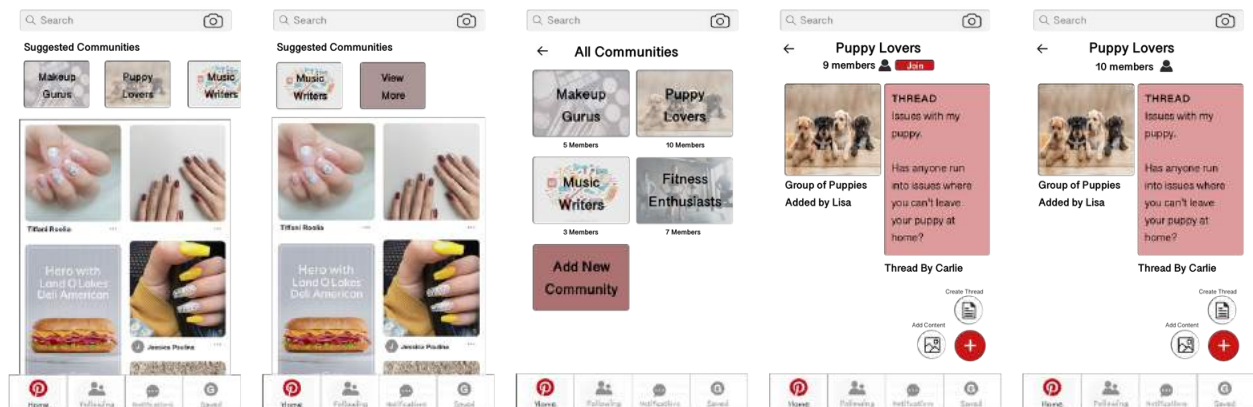 Search
Suggested Communities
Makeup
Gurus
Puppy
Lovers
Music
Writers
Tiffani Roelia
Hero with
Land O Lakes
Deli American
J Jessica Paulina
Home
Following
Notifications
G
Saved
Search
Suggested Communities
Music
Writers
View
More
Tiffani Roelia
Hero with
Land O Lakes
Deli American
J Jessica Paulina
Home
Following
Notifications
G
Saved
Search
← All Communities
Makeup
Gurus
5 Members
Puppy
Lovers
10 Members
Music
Writers
3 Members
Fitness
Enthusiasts
7 Members
Add New
Community
Home
Following
Notifications
G
Saved
Search
← Puppy Lovers
9 members Join
Group of Puppies
Added by Lisa
THREAD
Issues with my
puppy.
Has anyone run
into issues where
you can't leave
your puppy at
home?
Thread By Carlie
Create Thread
Add Content
Home
Following
Notifications
G
Saved
Search
← Puppy Lovers
10 members
Group of Puppies
Added by Lisa
THREAD
Issues with my
puppy.
Has anyone run
into issues where
you can't leave
your puppy at
home?
Thread By Carlie
Create Thread
Add Content
Home
Following
Notifications
G
Saved